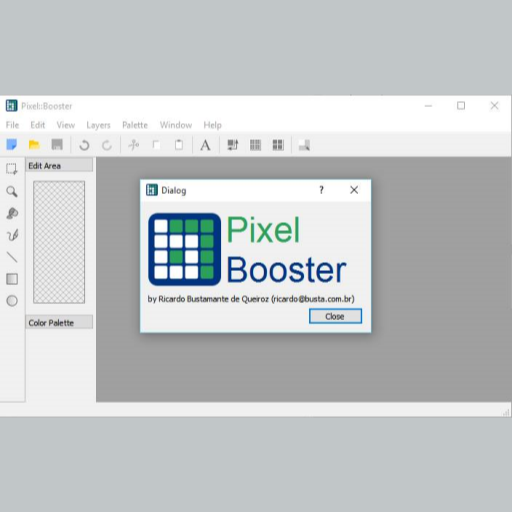 Pixel::Booster
File Edit View Layers Palette Window Help
A
Edit Area
Dialog ?
Pixel
Booster
by Ricardo Bustamante de Queiroz (ricardo@busta.com.br)
Close
Color Palette